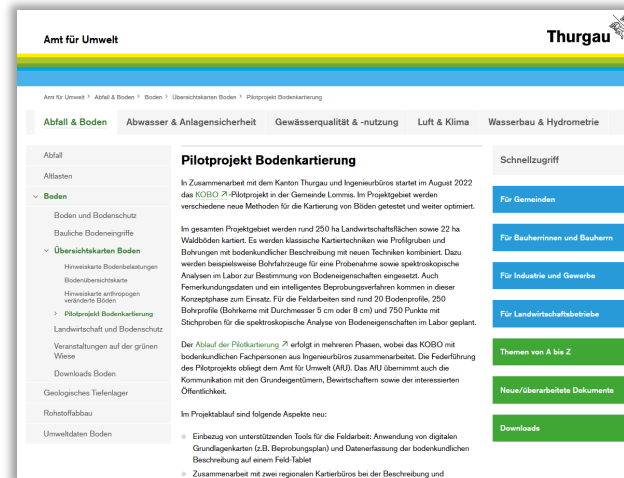 Amt für Umwelt
Thurgau
Amt für Umwelt > Abfall & Boden > Boden > Übersichtskarten Boden > Pilotprojekt Bodenkartierung
Abfall & Boden
Abwasser & Anlagensicherheit
Gewässerqualität & -nutzung
Luft & Klima
Wasserbau & Hydrometrie
Abfall
Altlasten
Boden
Boden und Bodenschutz
Bauliche Bodeneingriffe
Übersichtskarten Boden
Hinweiskarte Bodenbelastungen
Bodenübersichtskarte
Hinweiskarte anthropogen
veränderte Böden
Pilotprojekt Bodenkartierung
Landwirtschaft und Bodenschutz
Veranstaltungen auf der grünen
Wiese
Downloads Boden
Geologisches Tiefenlager
Rohstoffabbau
Umweltdaten Boden
Pilotprojekt Bodenkartierung
In Zusammenarbeit mit dem Kanton Thurgau und Ingenieurbüros startet im August 2022
das KOBO ↗-Pilotprojekt in der Gemeinde Lommis. Im Projektgebiet werden
verschiedene neue Methoden für die Kartierung von Böden getestet und weiter optimiert.
Im gesamten Projektgebiet werden rund 250 ha Landwirtschaftsflächen sowie 22 ha
Waldböden kartiert. Es werden klassische Kartiertechniken wie Profilgruben und
Bohrungen mit bodenkundlicher Beschreibung mit neuen Techniken kombiniert. Dazu
werden beispielsweise Bohrfahrzeuge für eine Probenahme sowie spektroskopische
Analysen im Labor zur Bestimmung von Bodeneigenschaften eingesetzt. Auch
Fernerkundungsdaten und ein intelligentes Beprobungsverfahren kommen in dieser
Konzeptphase zum Einsatz. Für die Feldarbeiten sind rund 20 Bodenprofile, 250
Bohrprofile (Bohrkerne mit Durchmesser 5 cm oder 8 cm) und 750 Punkte mit
Stichproben für die spektroskopische Analyse von Bodeneigenschaften im Labor geplant.
Der Ablauf der Pilotkartierung ↗ erfolgt in mehreren Phasen, wobei das KOBO mit
bodenkundlichen Fachpersonen aus Ingenieurbüros zusammenarbeitet. Die Federführung
des Pilotprojekts obliegt dem Amt für Umwelt (AfU). Das AfU übernimmt auch die
Kommunikation mit den Grundeigentümern, Bewirtschaftern sowie der interessierten
Öffentlichkeit.
Im Projektablauf sind folgende Aspekte neu:
Einbezug von unterstützenden Tools für die Feldarbeit: Anwendung von digitalen
Grundlagenkarten (z.B. Beprobungsplan) und Datenerfassung der bodenkundlichen
Beschreibung auf einem Feld-Tablet
Zusammenarbeit mit zwei regionalen Kartierbüros bei der Beschreibung und
Schnellzugriff
Für Gemeinden
Für Bauherrinnen und Bauherrn
Für Industrie und Gewerbe
Für Landwirtschaftsbetriebe
Themen von A bis Z
Neue/überarbeitete Dokumente
Downloads